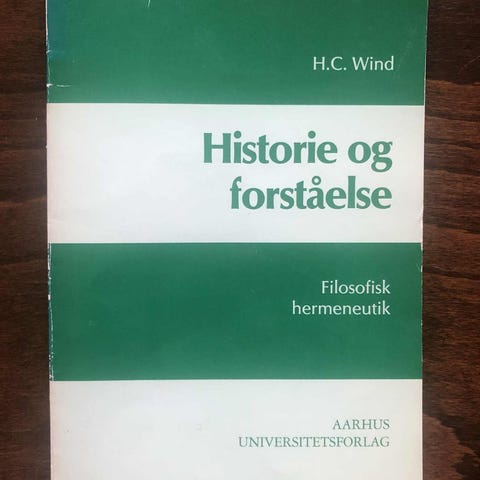 H.C. Wind
Historie og
forståelse
Filosofisk
hermeneutik
AARHUS
UNIVERSITETSFORLAG